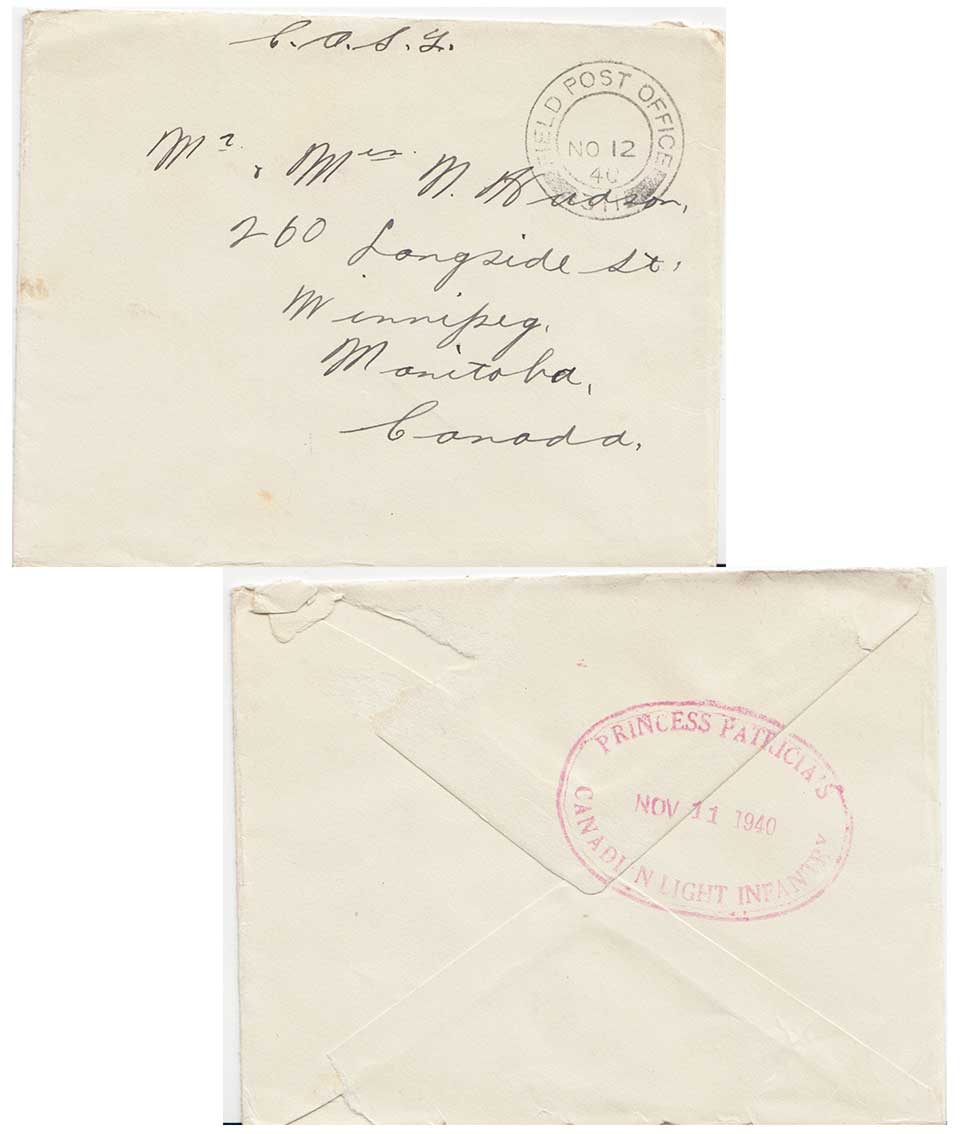 C.A.S.F.
FIELD POST OFFICE
NO 12
40
Mr. , Mrs. N. Hudson,
260 Langside St,
Winnipeg,
Manitoba,
Canada,
PRINCESS PATRICIA'S
NOV 11 1940
CANADIAN LIGHT INFANTRY